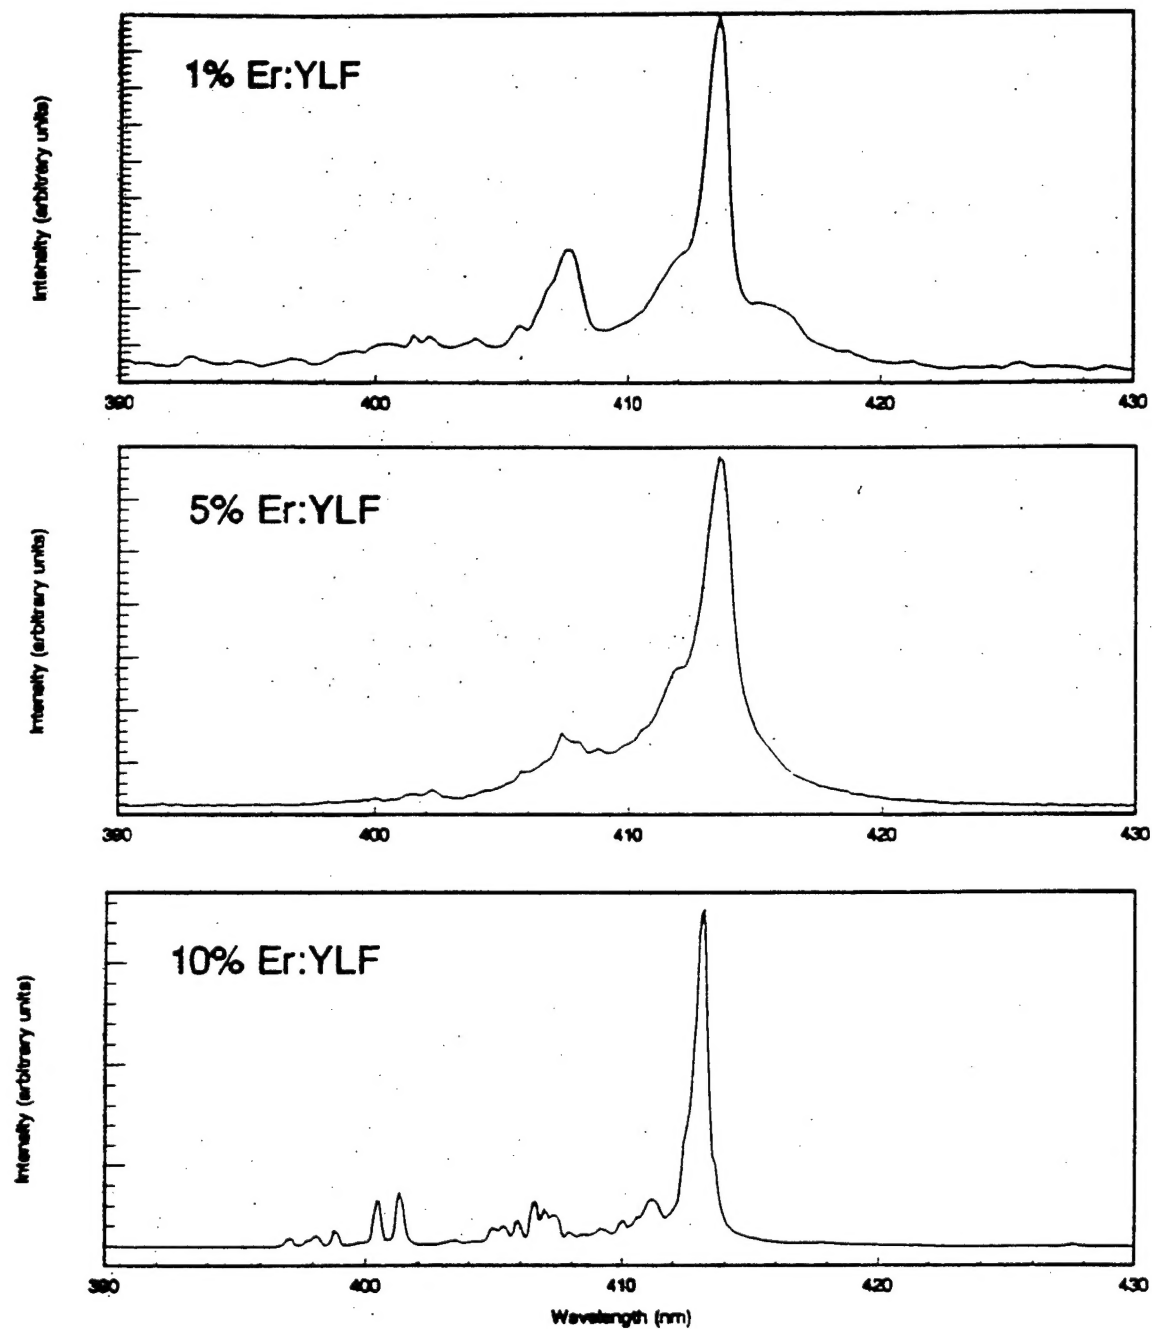 1% Er:YLF
Intensity (arbitrary units)
390 400 410 420 430
5% Er:YLF
Intensity (arbitrary units)
390 400 410 420 430
10% Er:YLF
Intensity (arbitrary units)
390 400 410 420 430
Wavelength (nm)